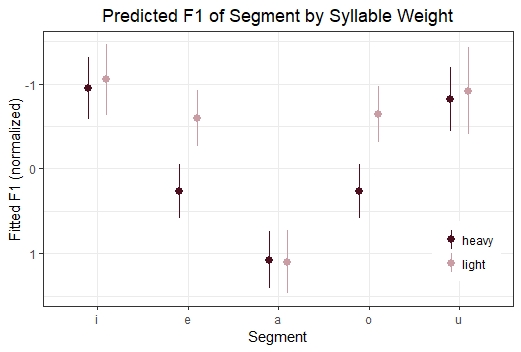 Predicted F1 of Segment by Syllable Weight
Fitted F1 (normalized)
-1
0
1
heavy
light
i e a o u
Segment